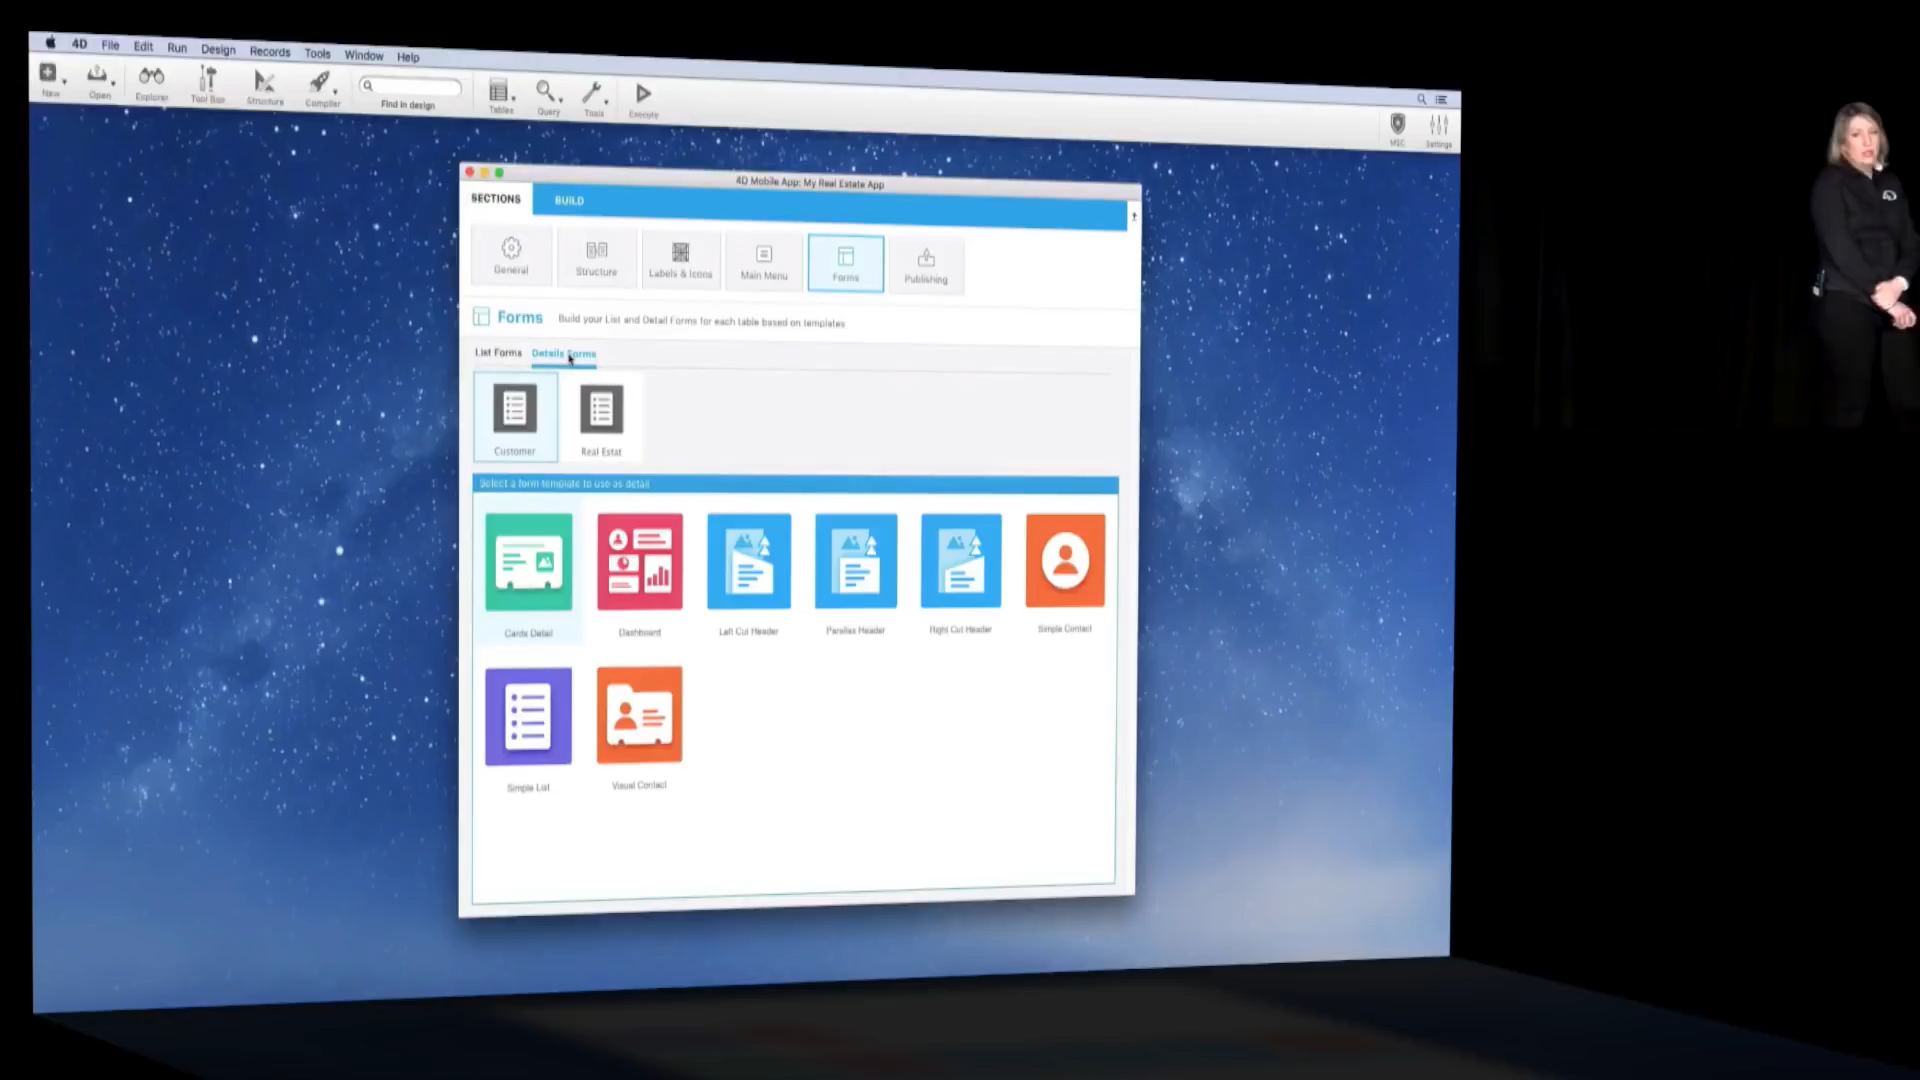 4D File Edit Run Design Records Tools Window Help
New Open Explorer Tool Box Structure Compiler Find in design Tables Query Tools Execute MSC Settings
4D Mobile App: My Real Estate App
SECTIONS BUILD
General Structure Labels & Icons Main Menu Forms Publishing
Forms Build your List and Detail Forms for each table based on templates
List Forms Details Forms
Customer Real Estat
Select a form template to use as detail
Cards Detail Dashboard Left Cut Header Parallax Header Right Cut Header Simple Contact
Simple List Visual Contact